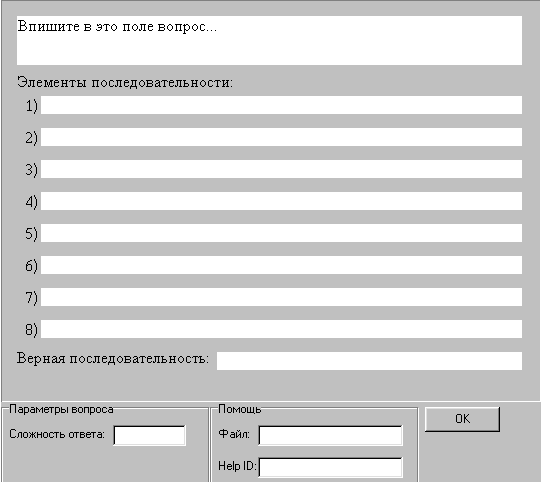 Впишите в это поле вопрос...
Элементы последовательности:
1)
2)
3)
4)
5)
6)
7)
8)
Верная последовательность:
Параметры вопроса
Сложность ответа:
Помощь
Файл:
Help ID:
OK